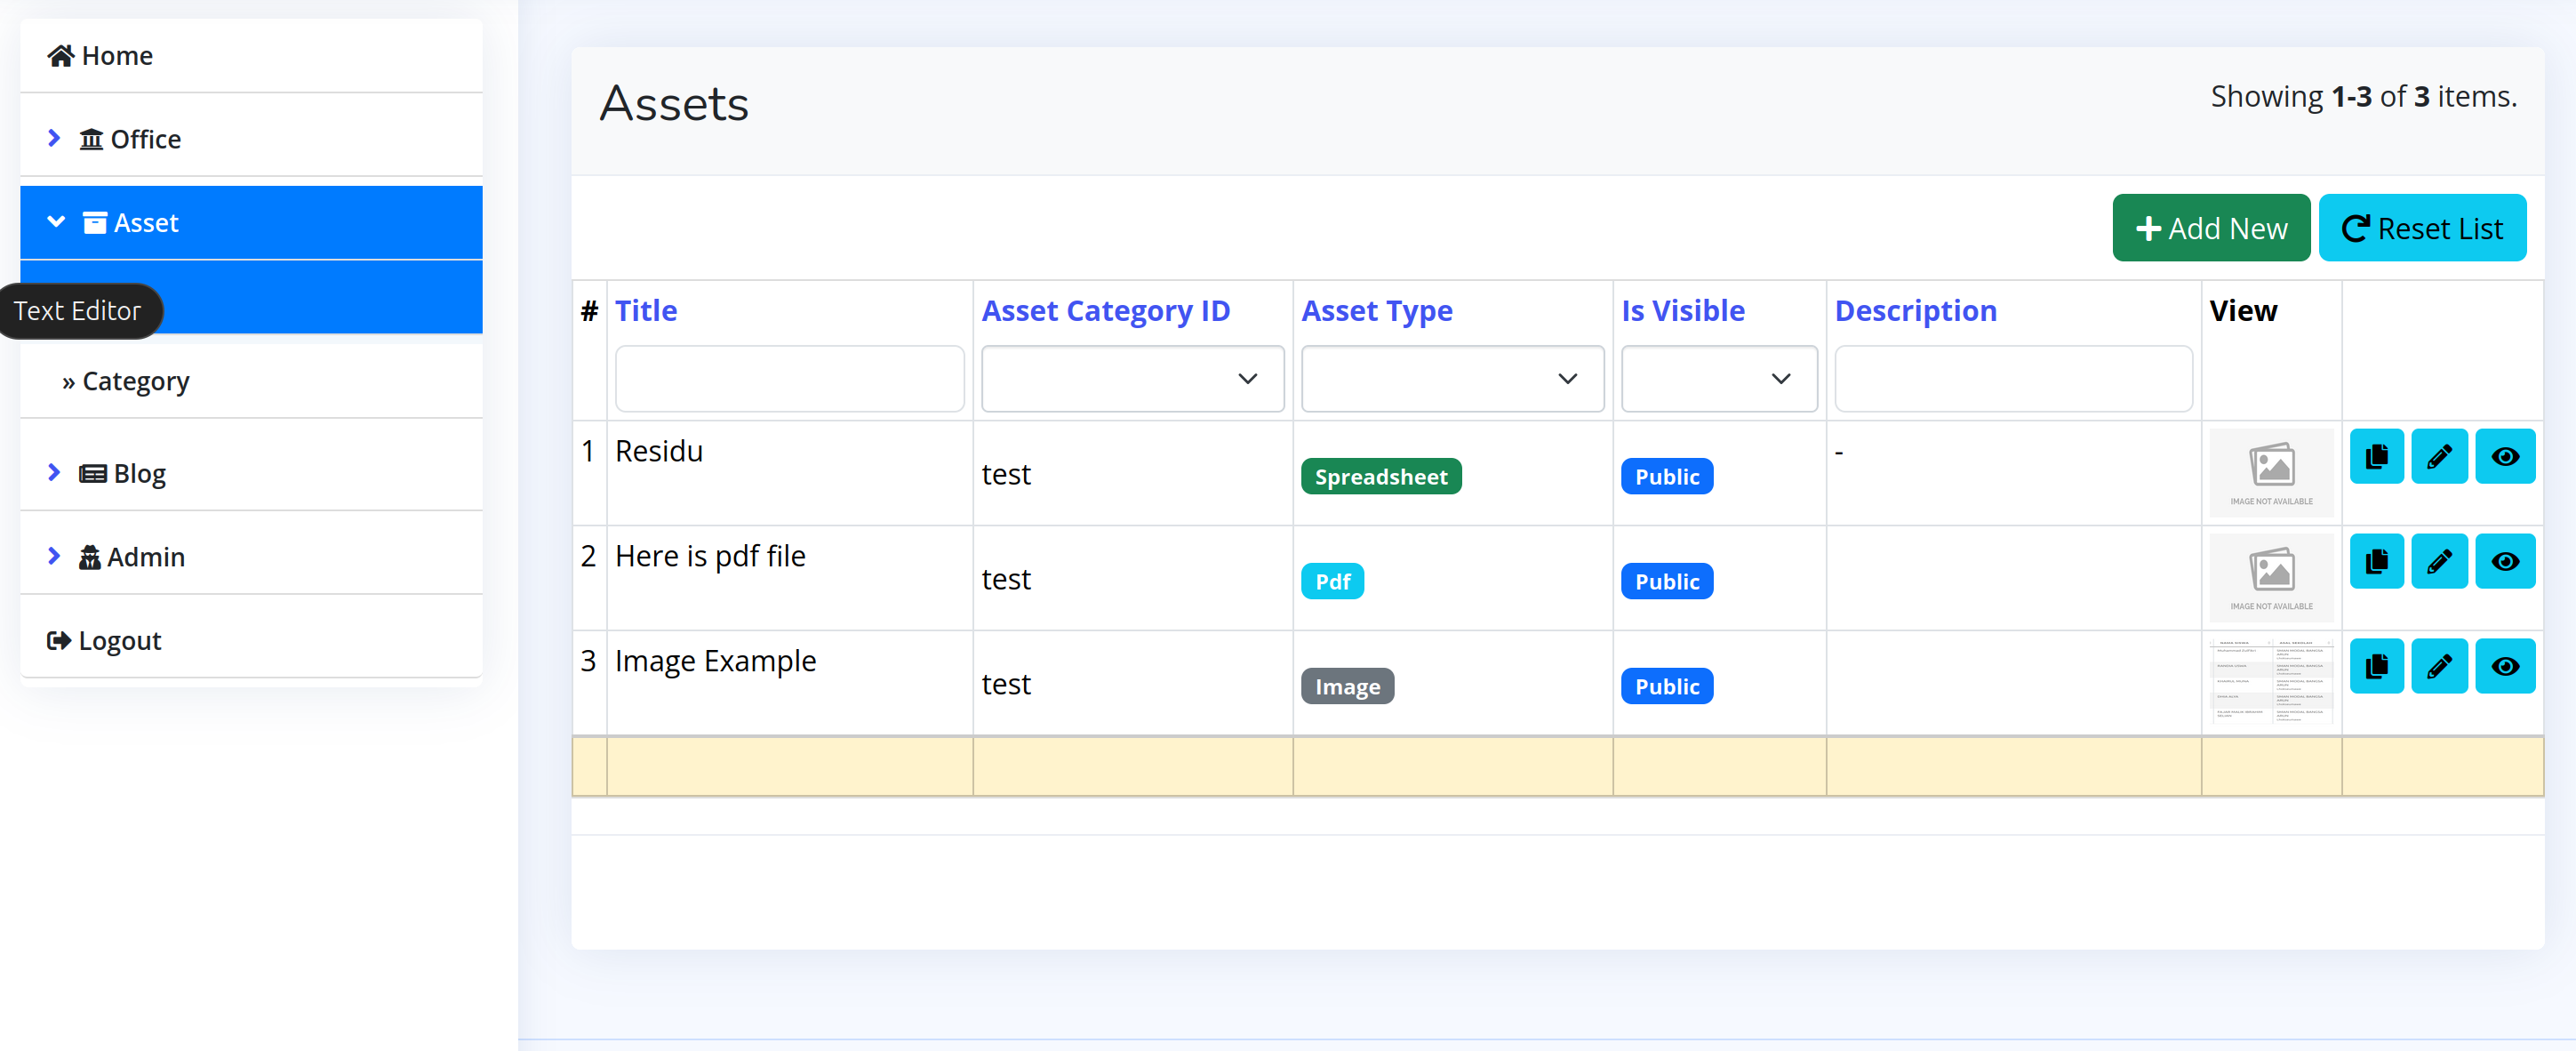 Home
Office
Asset
Text Editor
» Category
Blog
Admin
Logout
Assets
Showing 1-3 of 3 items.
Add New
Reset List
# Title Asset Category ID Asset Type Is Visible Description View
1 Residu test Spreadsheet Public -
IMAGE NOT AVAILABLE
2 Here is pdf file test Pdf Public
IMAGE NOT AVAILABLE
3 Image Example test Image Public